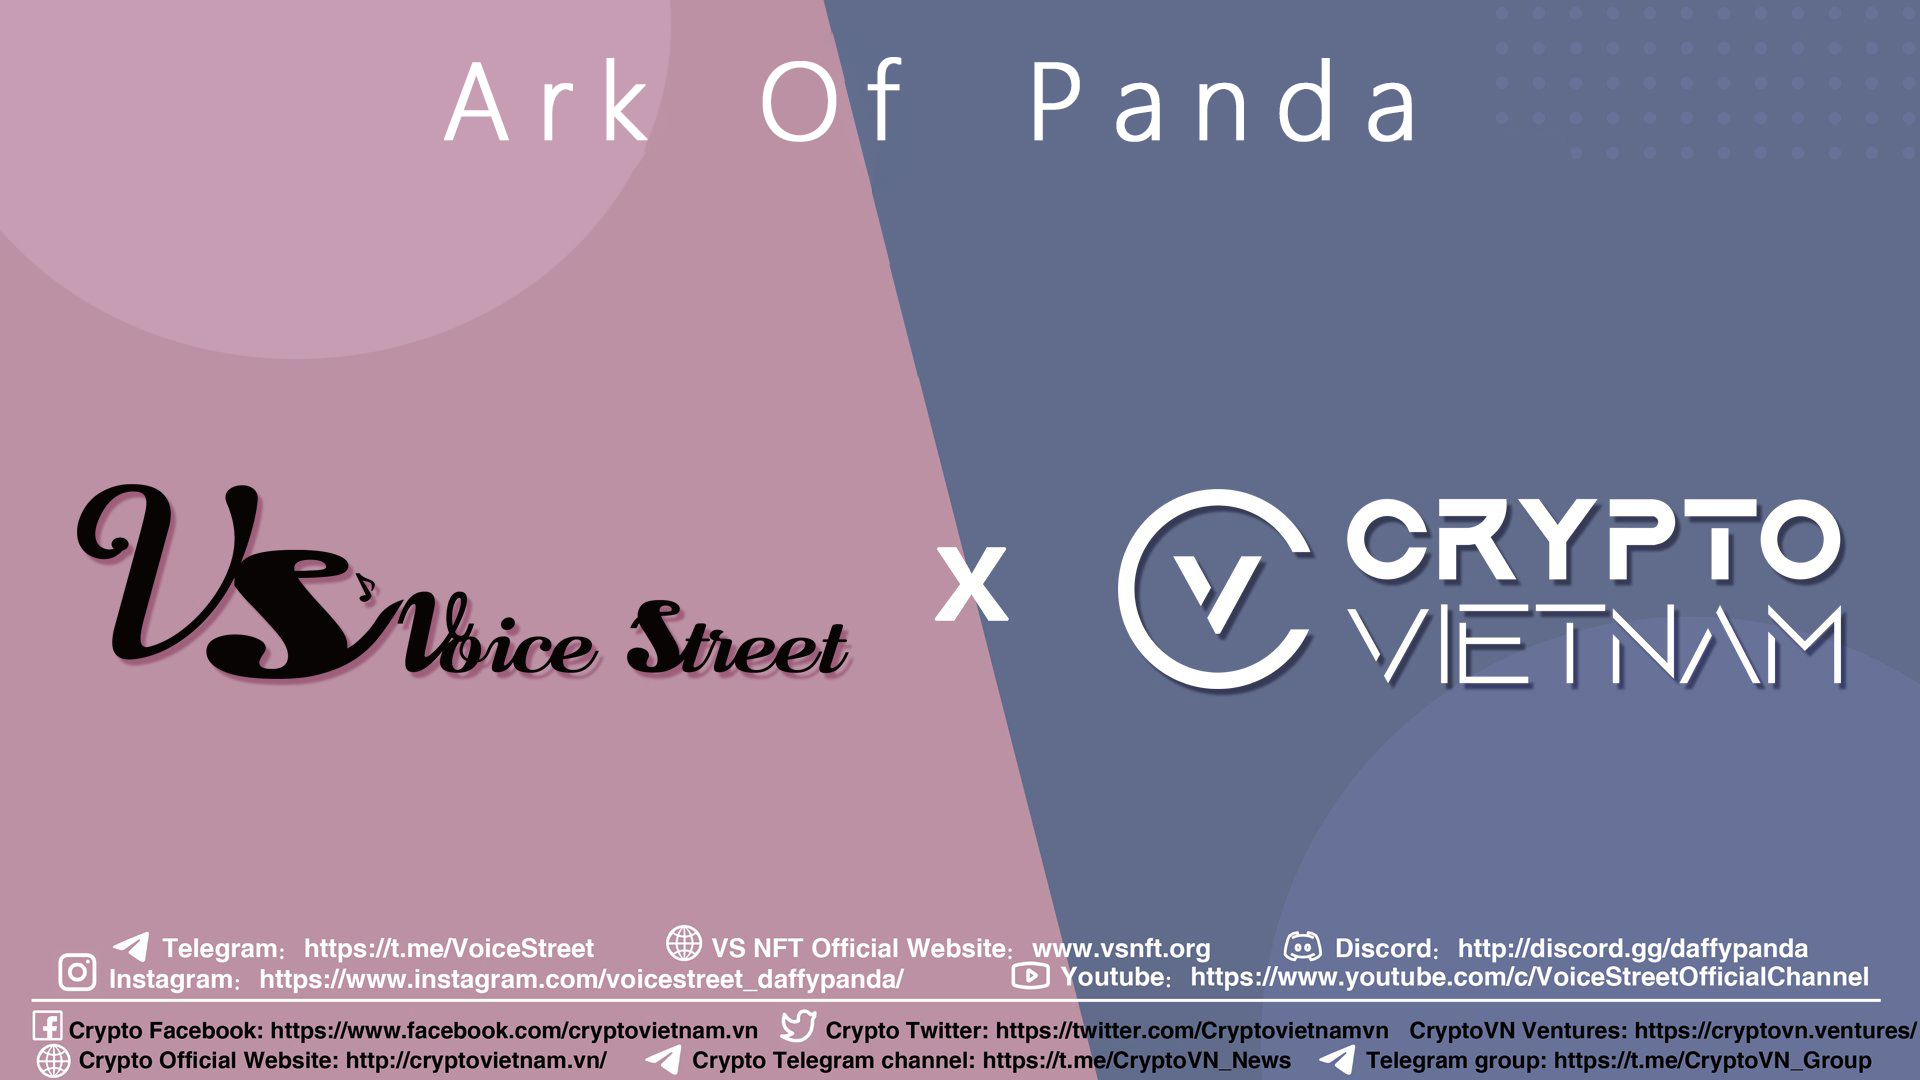 Ark Of Panda
VS Voice Street
x
CV CRYPTO
VIETNAM
Telegram: https://t.me/VoiceStreet VS NFT Official Website: www.vsnft.org Discord: http://discord.gg/daffypanda
Instagram: https://www.instagram.com/voicestreet_daffypanda/ Youtube: https://www.youtube.com/c/VoiceStreetOfficialChannel
Crypto Facebook: https://www.facebook.com/cryptovietnam.vn Crypto Twitter: https://twitter.com/Cryptovietnamvn CryptoVN Ventures: https://cryptovn.ventures/
Crypto Official Website: http://cryptovietnam.vn/ Crypto Telegram channel: https://t.me/CryptoVN_News Telegram group: https://t.me/CryptoVN_Group